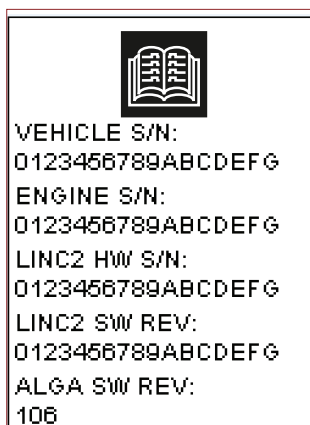 VEHICLE S/N:
0123456789ABCDEFG
ENGINE S/N:
0123456789ABCDEFG
LINC2 HW S/N:
0123456789ABCDEFG
LINC2 SW REV:
0123456789ABCDEFG
ALGA SW REV:
106